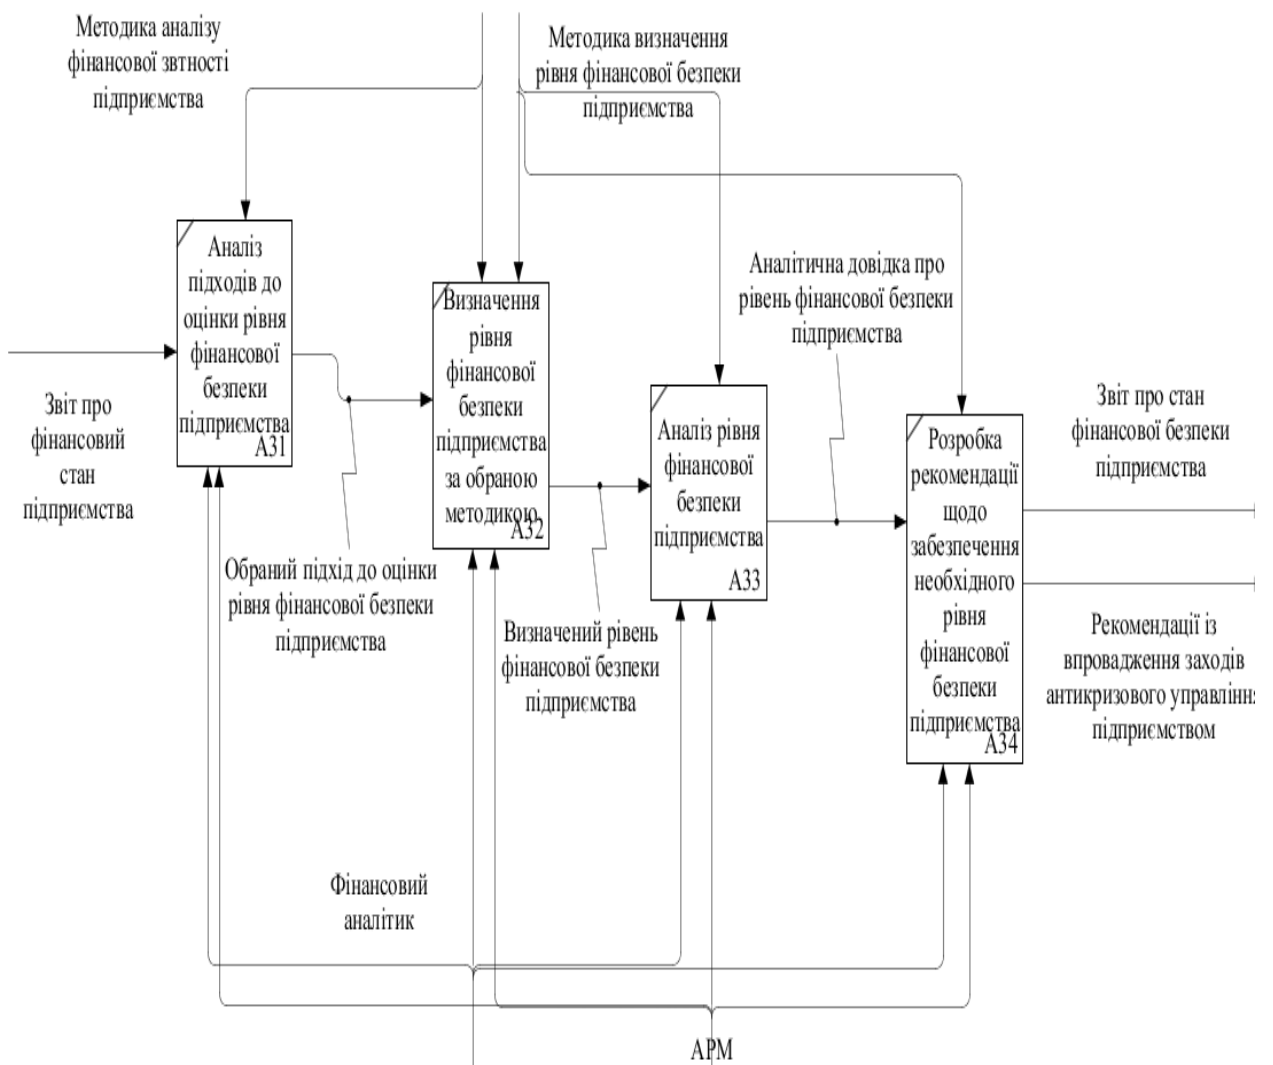 Методика аналізу
фінансової звтності
підприємства
Методика визначення
рівня фінансової безпеки
підприємства
Аналіз
підходів до
оцінки рівня
фінансової
безпеки
підприємства
А31
Звіт про
фінансовий
стан
підприємства
Обраний підхід до оцінки
рівня фінансової безпеки
підприємства
Визначення
рівня
фінансової
безпеки
підприємства
за обраною
методикою
А32
Визначений рівень
фінансової безпеки
підприємства
Аналіз рівня
фінансової
безпеки
підприємства
А33
Аналітична довідка про
рівень фінансової безпеки
підприємства
Розробка
рекомендації
щодо
забезпечення
необхідного
рівня
фінансової
безпеки
підприємства
А34
Звіт про стан
фінансової безпеки
підприємства
Рекомендації із
впровадження заходів
антикризового управлінн
підприємством
Фінансовий
аналітик
АРМ